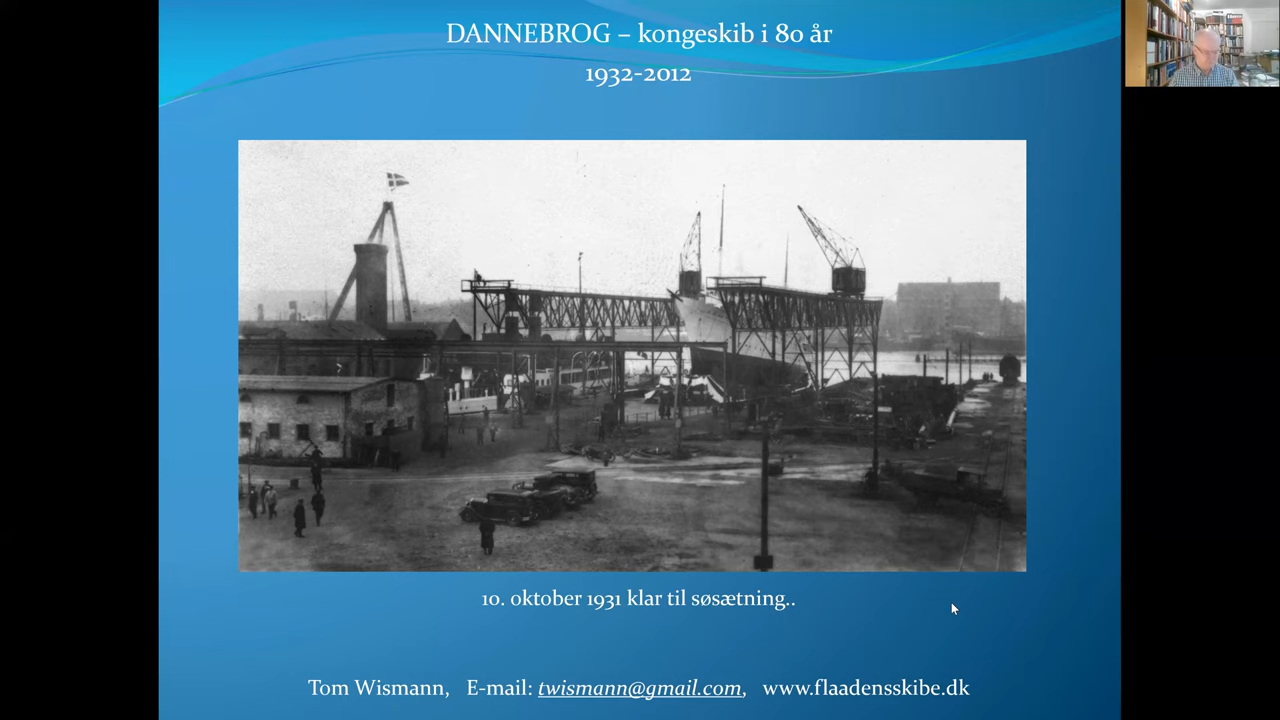 DANNEBROG – kongeskib i 80 år
1932-2012
10. oktober 1931 klar til søsætning..
Tom Wismann, E-mail: twismann@gmail.com, www.flaadensskibe.dk